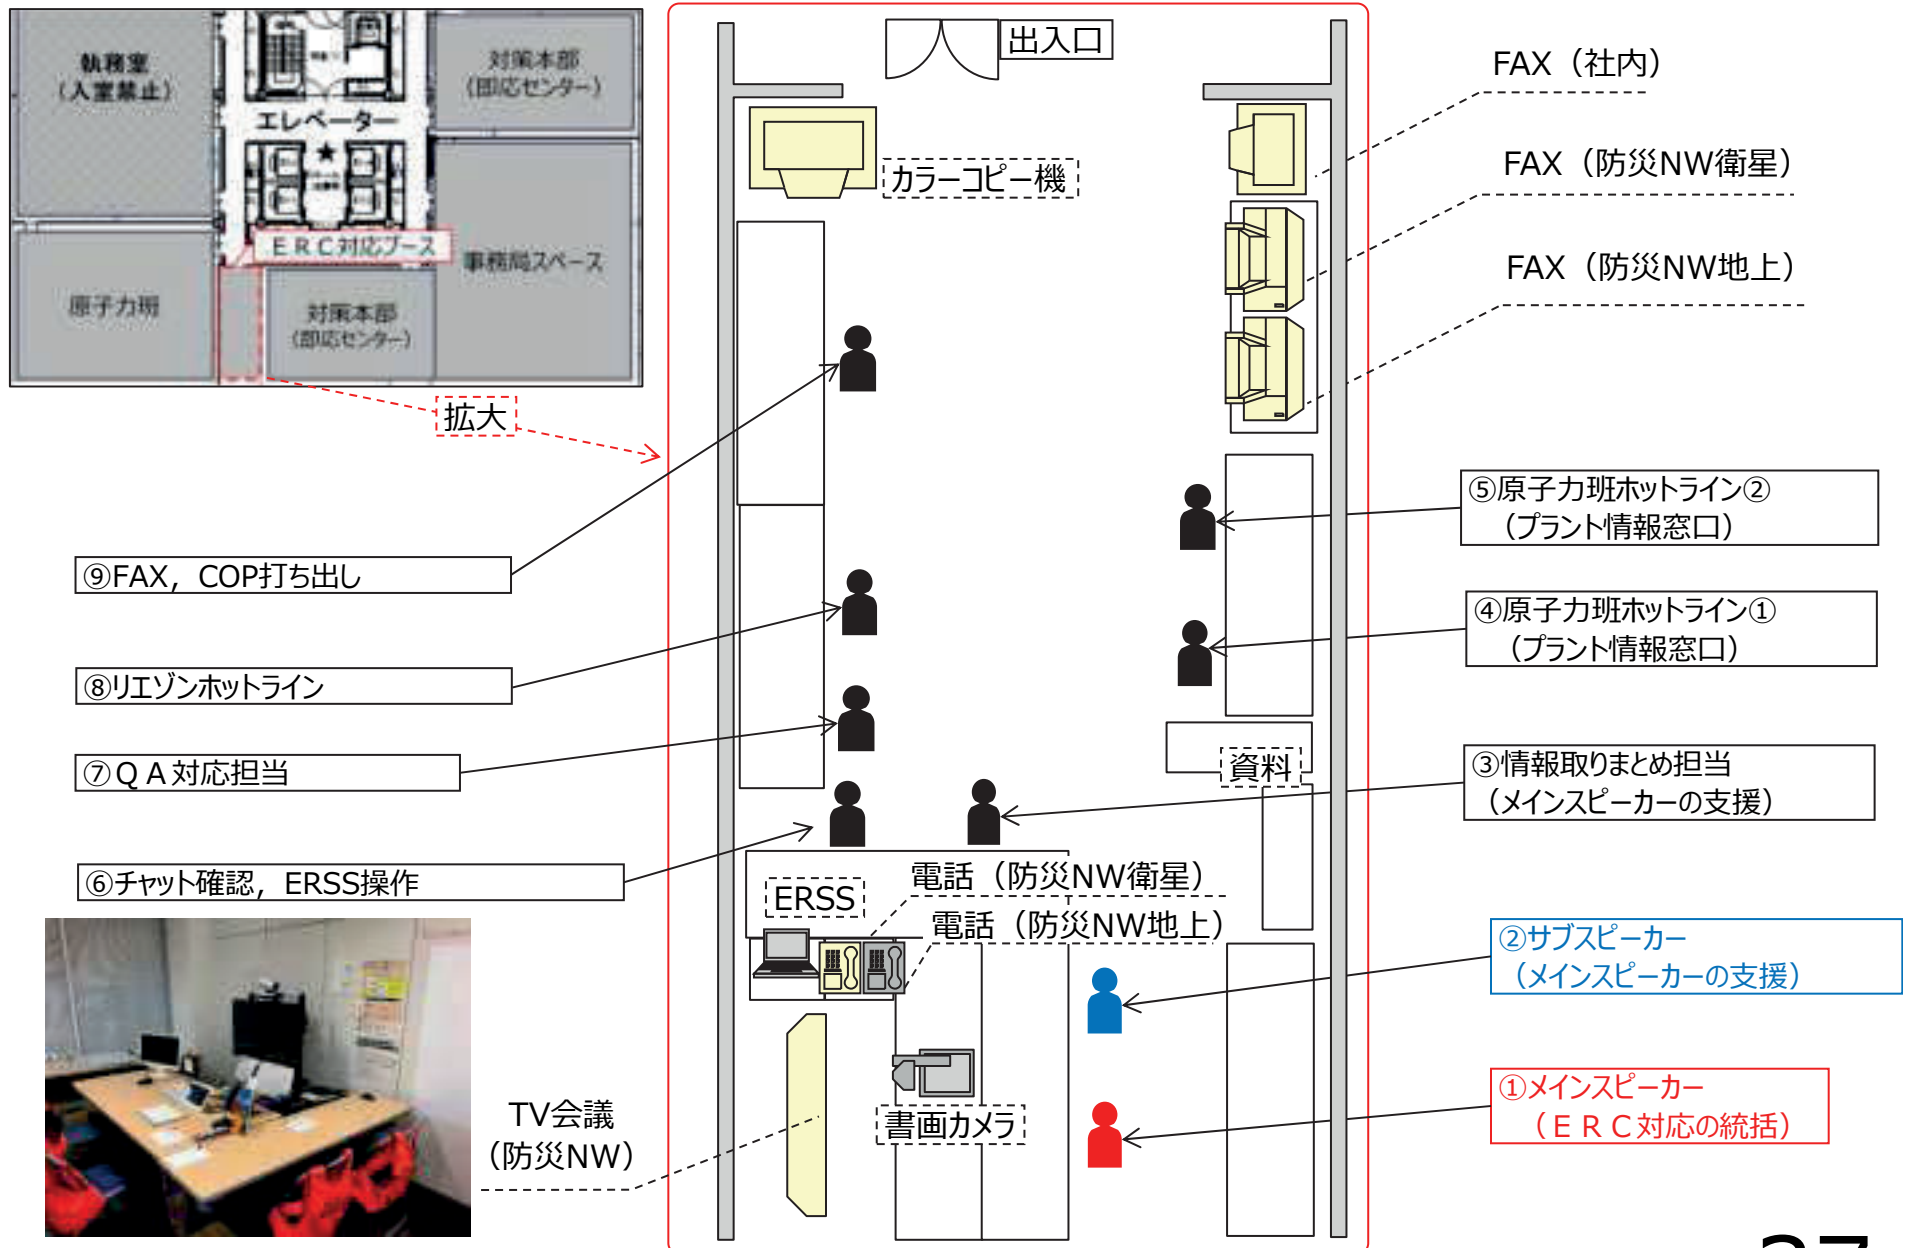 執務室
（入室禁止）
対策本部
（即応センター）
エレベーター
★
ＥＲＣ対応ブース
事務局スペース
原子力班
対策本部
（即応センター）
拡大
出入口
カラーコピー機
FAX（社内）
FAX（防災NW衛星）
FAX（防災NW地上）
⑤原子力班ホットライン②
（プラント情報窓口）
④原子力班ホットライン①
（プラント情報窓口）
資料
③情報取りまとめ担当
（メインスピーカーの支援）
②サブスピーカー
（メインスピーカーの支援）
①メインスピーカー
（ＥＲＣ対応の統括）
⑨FAX，COP打ち出し
⑧リエゾンホットライン
⑦ＱＡ対応担当
⑥チャット確認，ERSS操作
ERSS
電話（防災NW衛星）
電話（防災NW地上）
書画カメラ
TV会議
（防災NW）
27